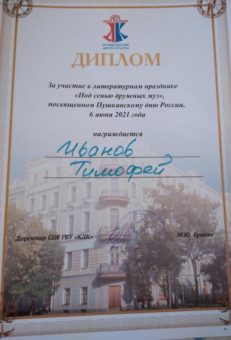 ДИПЛОМ
За участие в литературном празднике
«Под сенью дружных муз»,
посвященном Пушкинскому дню России,
6 июня 2021 года
награждается
Иванов
Тимофей
Директор СПб ГБУ «КДК» М.Ю.